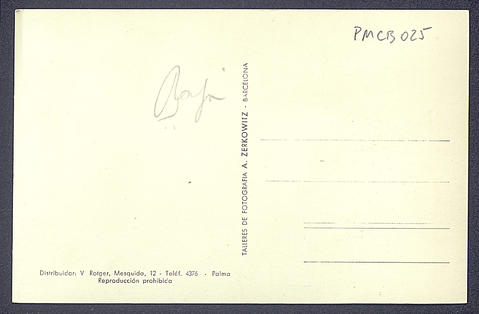 PMCB025
TALLERES DE FOTOGRAFIA A. ZERKOWITZ - BARCELONA
Distribuidor: V Rotger, Mesquida, 12 - Teléf. 4376 - Palma
Reproducción prohibida